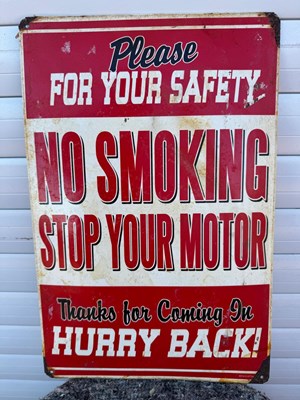 Please
FOR YOUR SAFETY
NO SMOKING
STOP YOUR MOTOR
Thanks for Coming In
HURRY BACK!